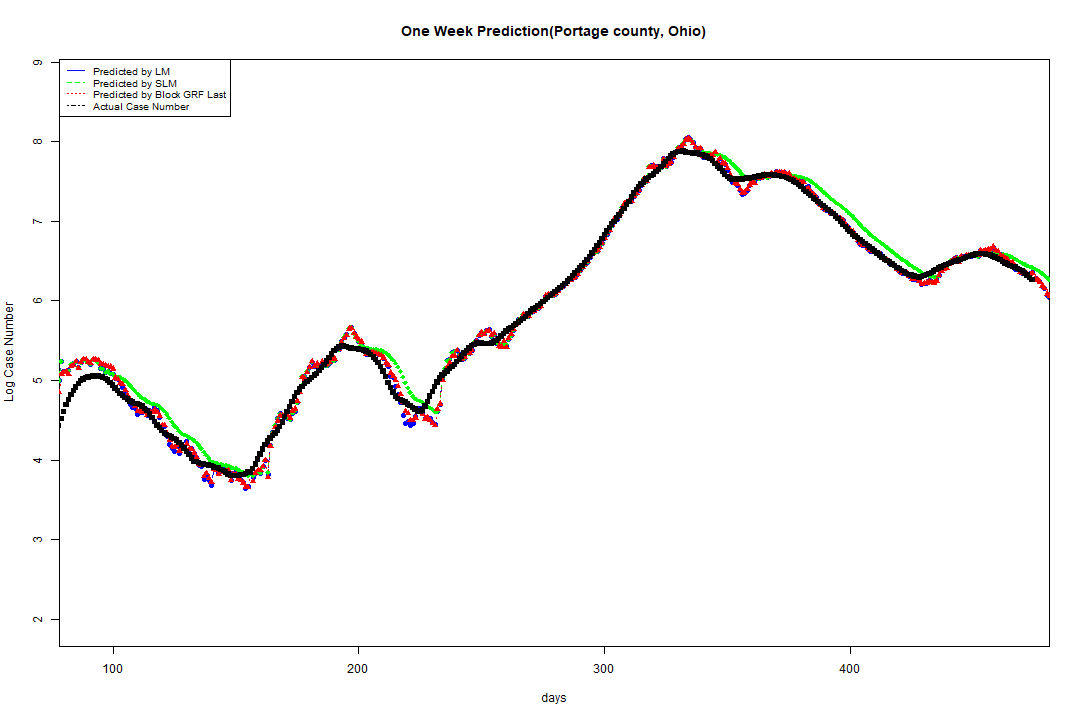 One Week Prediction(Portage county, Ohio)
Predicted by LM
Predicted by SLM
Predicted by Block GRF Last
Actual Case Number
Log Case Number
9
8
7
6
5
4
3
2
100 200 300 400
days